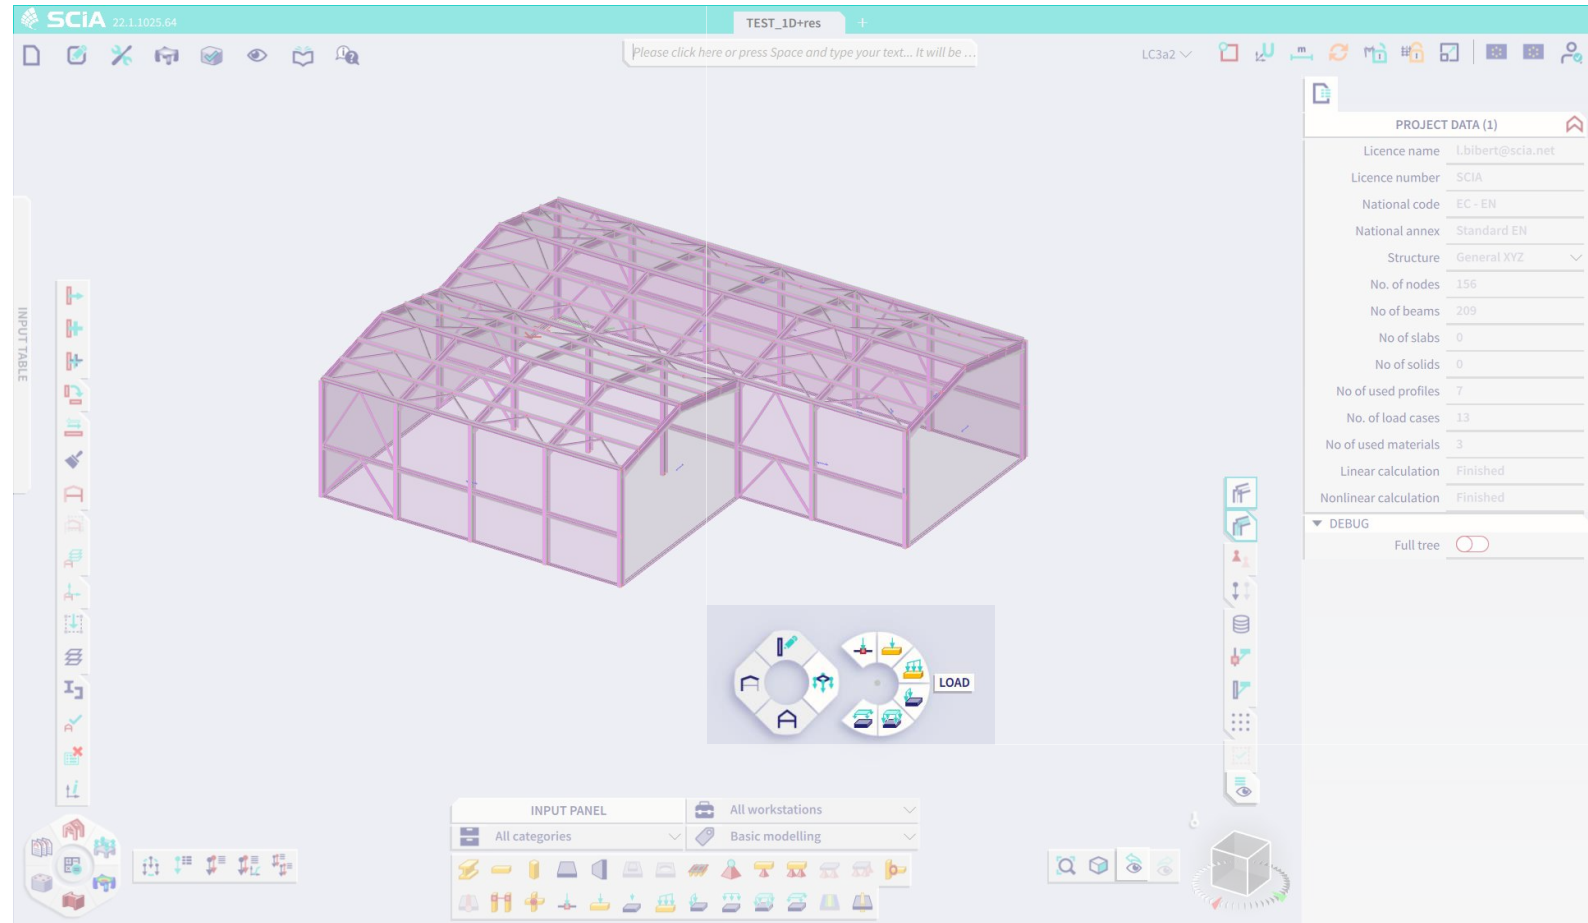 SCiA 22.1.1025.64
TEST_1D+res
+
Please click here or press Space and type your text... It will be ...
LC3a2
PROJECT DATA (1)
Licence name l.bibert@scia.net
Licence number SCIA
National code EC - EN
National annex Standard EN
Structure General XYZ
No. of nodes 156
No of beams 209
No of slabs 0
No of solids 0
No of used profiles 7
No. of load cases 13
No of used materials 3
Linear calculation Finished
Nonlinear calculation Finished
DEBUG
Full tree
INPUT TABLE
LOAD
INPUT PANEL
All workstations
All categories
Basic modelling